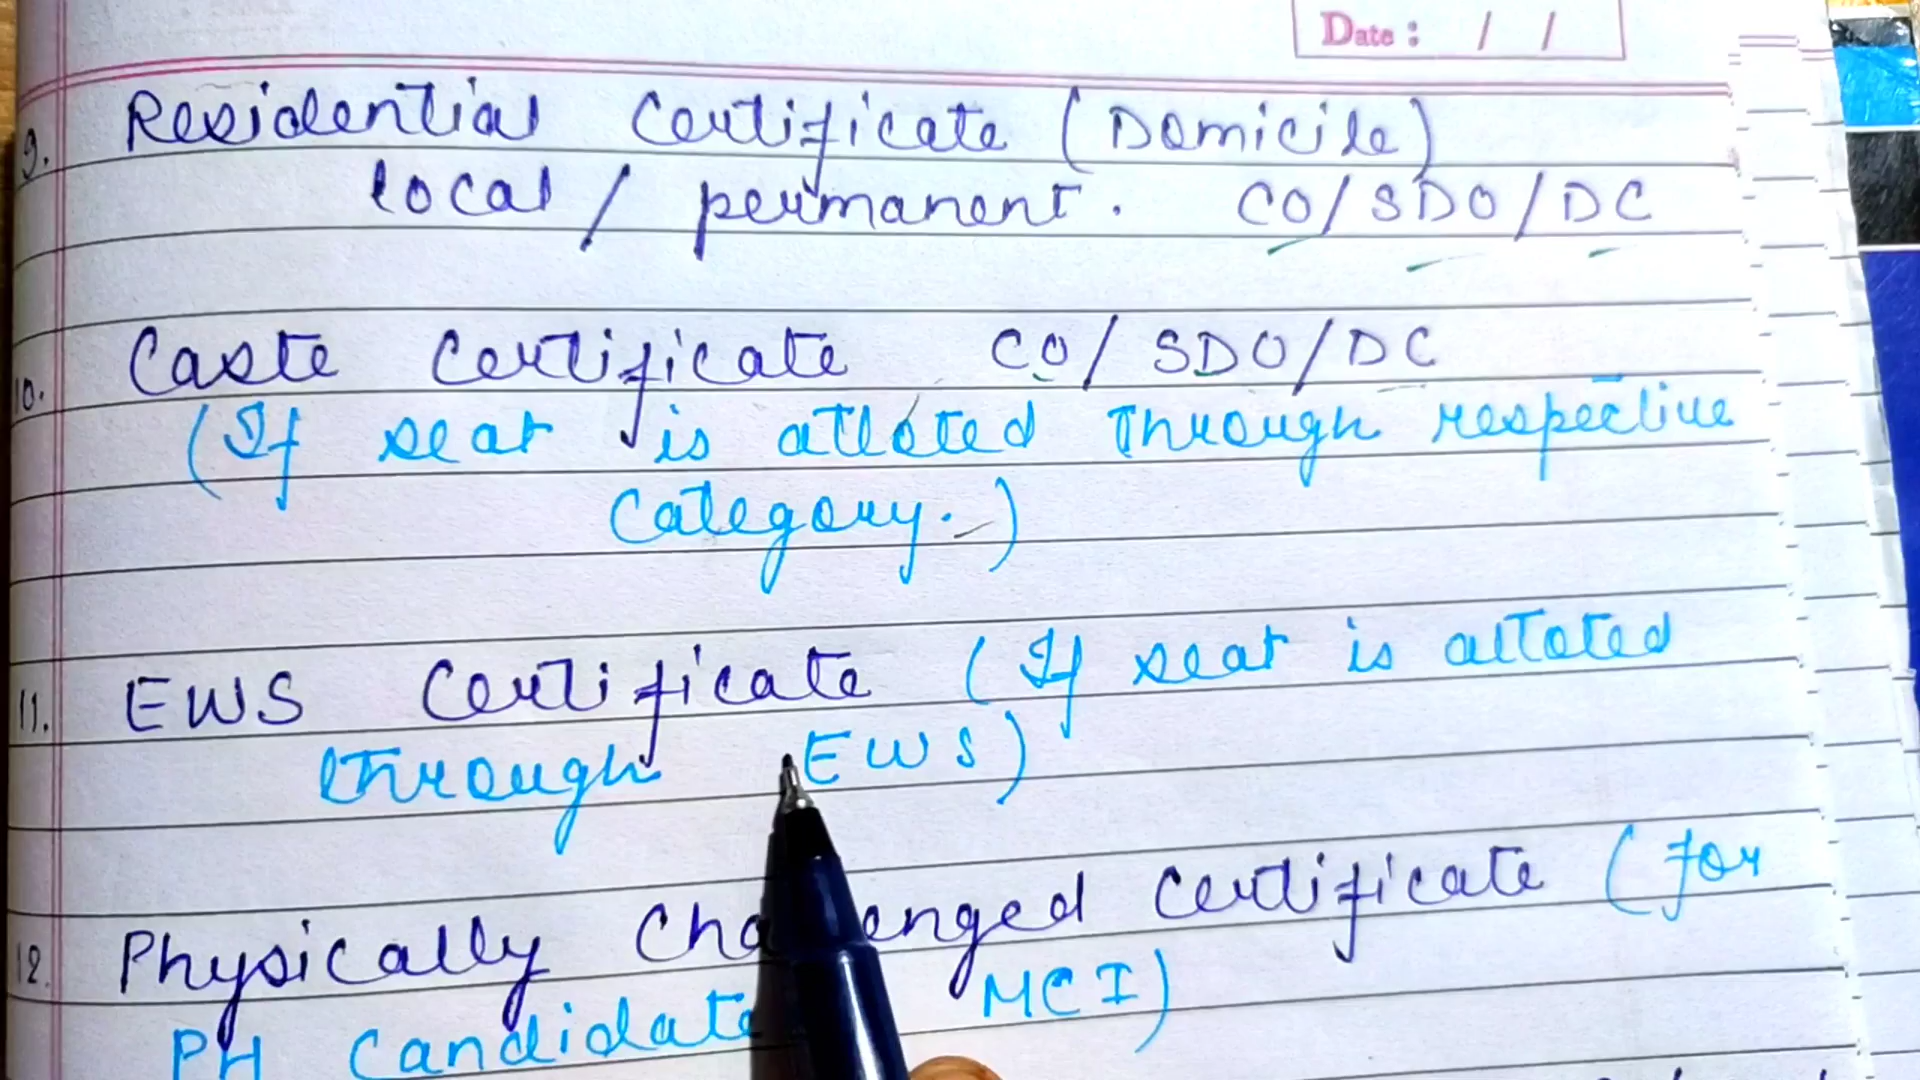 Date: / /
9. Residential Certificate (Domicile)
local / permanent. CO/SDO/DC
10. Caste Certificate CO/SDO/DC
(If seat is alloted through respective
category.)
11. EWS Certificate (If seat is alloted
through EWS)
12. Physically Certificate (for
PH Candidate MCI)